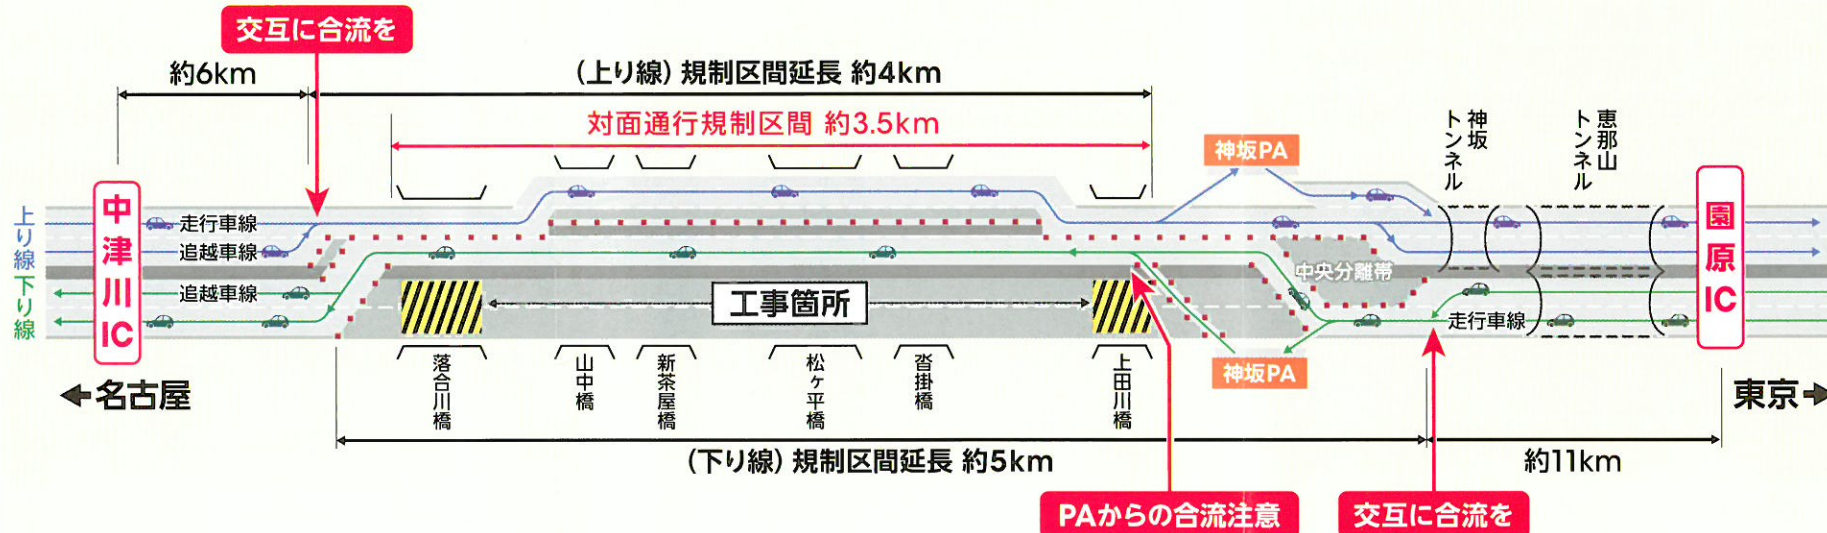 交互に合流を
約6km
(上り線) 規制区間延長 約4km
対面通行規制区間 約3.5km
神坂PA
神坂トンネル
恵那山トンネル
上り線
下り線
中津川IC
走行車線
追越車線
追越車線
中央分離帯
走行車線
園原IC
工事箇所
落合川橋
山中橋
新茶屋橋
松ヶ平橋
沓掛橋
上田川橋
神坂PA
名古屋
東京
(下り線) 規制区間延長 約5km
約11km
PAからの合流注意
交互に合流を